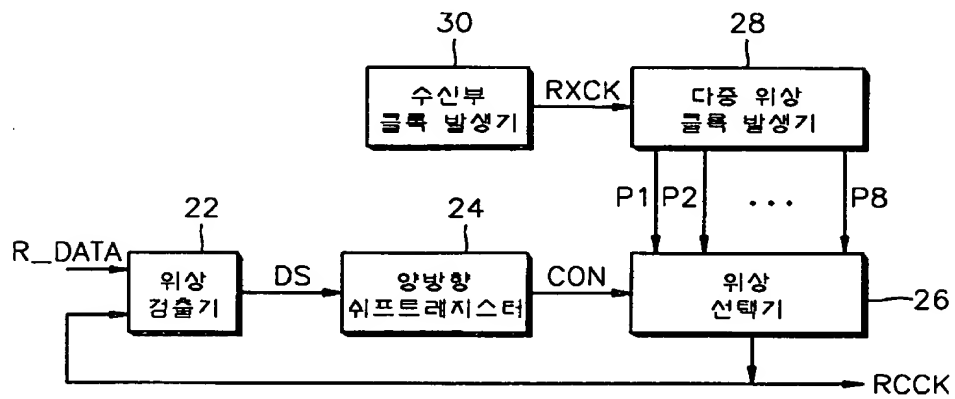 30
28
수신부
클록 발생기
RXCK
다중 위상
클록 발생기
P1 P2 ... P8
22
24
R_DATA
위상
검출기
DS
양방향
쉬프트레지스터
CON
위상
선택기
26
RCCK